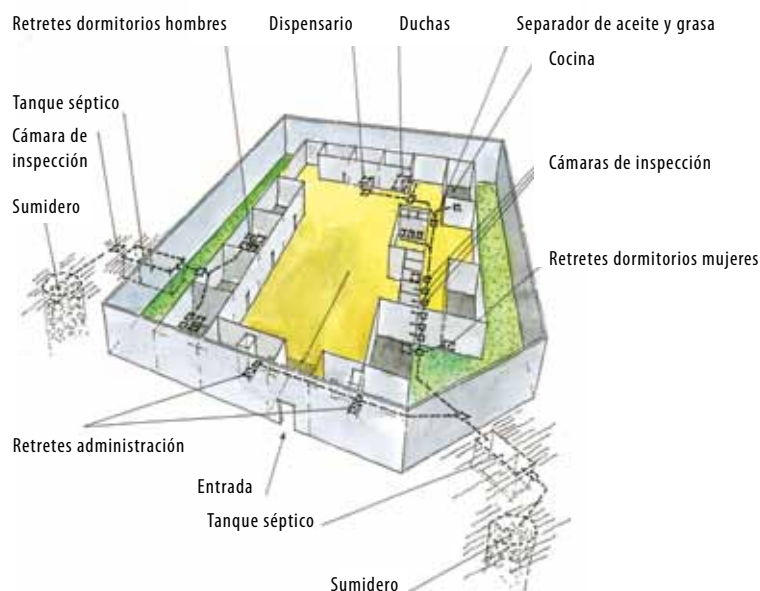 Retretes dormitorios hombres
Dispensario
Duchas
Separador de aceite y grasa
Cocina
Tanque séptico
Cámara de
inspección
Cámaras de inspección
Sumidero
Retretes dormitorios mujeres
Retretes administración
Entrada
Tanque séptico
Sumidero